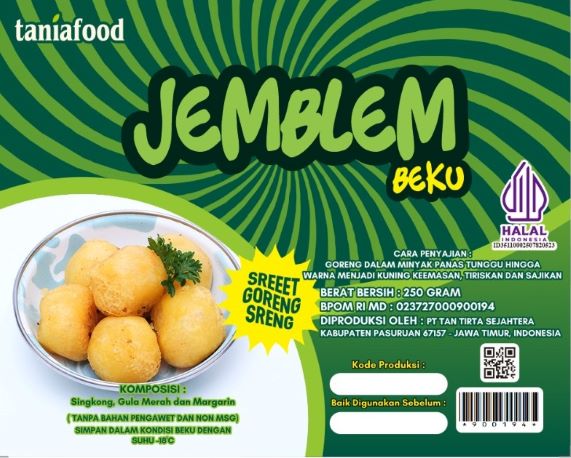 taniafood
JEMBLEM
BEKU
HALAL
INDONESIA
ID35110002507820523
CARA PENYAJIAN :
GORENG DALAM MINYAK PANAS TUNGGU HINGGA
WARNA MENJADI KUNING KEEMASAN, TIRISKAN DAN SAJIKAN
SREEET
GORENG
SRENG
BERAT BERSIH : 250 GRAM
BPOM RI MD : 023727000900194
DIPRODUKSI OLEH : PT TAN TIRTA SEJAHTERA
KABUPATEN PASURUAN 67157 - JAWA TIMUR, INDONESIA
KOMPOSISI :
Singkong, Gula Merah dan Margarin
(TANPA BAHAN PENGAWET DAN NON MSG)
SIMPAN DALAM KONDISI BEKU DENGAN
SUHU -18°C
Kode Produksi :
Baik Digunakan Sebelum :
*900194*